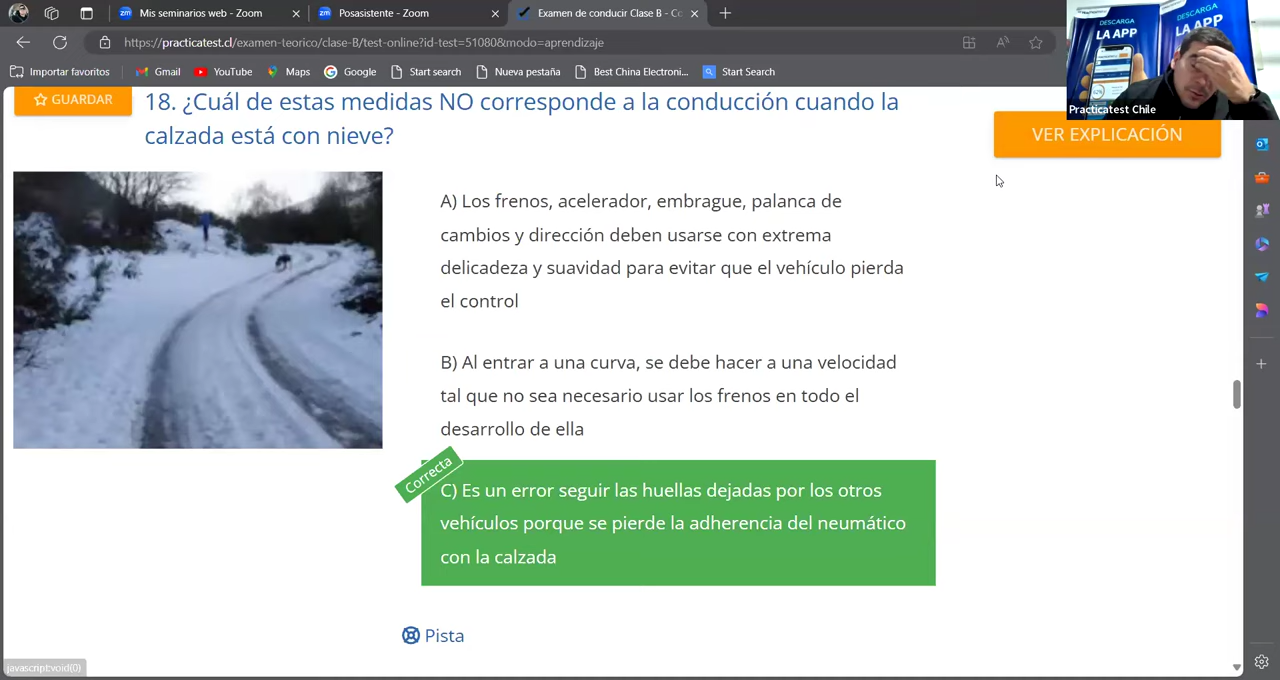 Mis seminarios web - Zoom
Posasistente - Zoom
Examen de conducir Clase B - Co
https://practicatest.cl/examen-teorico/clase-B/test-online?id-test=51080&modo=aprendizaje
Importar favoritos
Gmail
YouTube
Maps
Google
Start search
Nueva pestaña
Best China Electroni...
Start Search
DESCARGA
LA APP
DESCARGA
LA APP
Practicatest Chile
GUARDAR
18. ¿Cuál de estas medidas NO corresponde a la conducción cuando la
calzada está con nieve?
VER EXPLICACIÓN
A) Los frenos, acelerador, embrague, palanca de
cambios y dirección deben usarse con extrema
delicadeza y suavidad para evitar que el vehículo pierda
el control
B) Al entrar a una curva, se debe hacer a una velocidad
tal que no sea necesario usar los frenos en todo el
desarrollo de ella
Correcta
C) Es un error seguir las huellas dejadas por los otros
vehículos porque se pierde la adherencia del neumático
con la calzada
Pista
javascript:void(0)